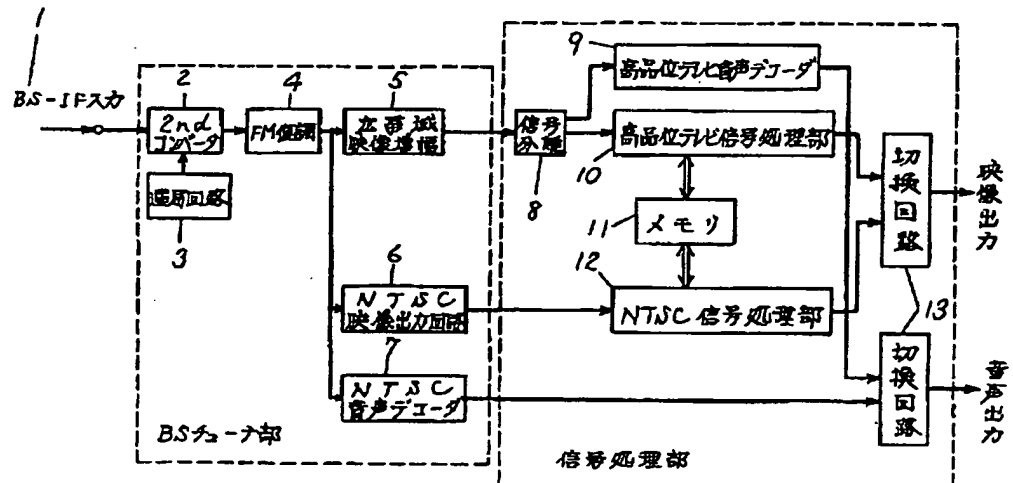 1
BS-IF入力
2
2nd
コンバータ
選局回路
3
4
FM復調
5
広帯域
映像増幅
6
NTSC
映像出力回路
7
NTSC
音声デコーダ
BSチューナ部
信号
分離
8
9
高品位テレビ音声デコーダ
高品位テレビ信号処理部
10
メモリ
11
12
NTSC信号処理部
切換回路
映像出力
13
切換回路
音声出力
信号処理部